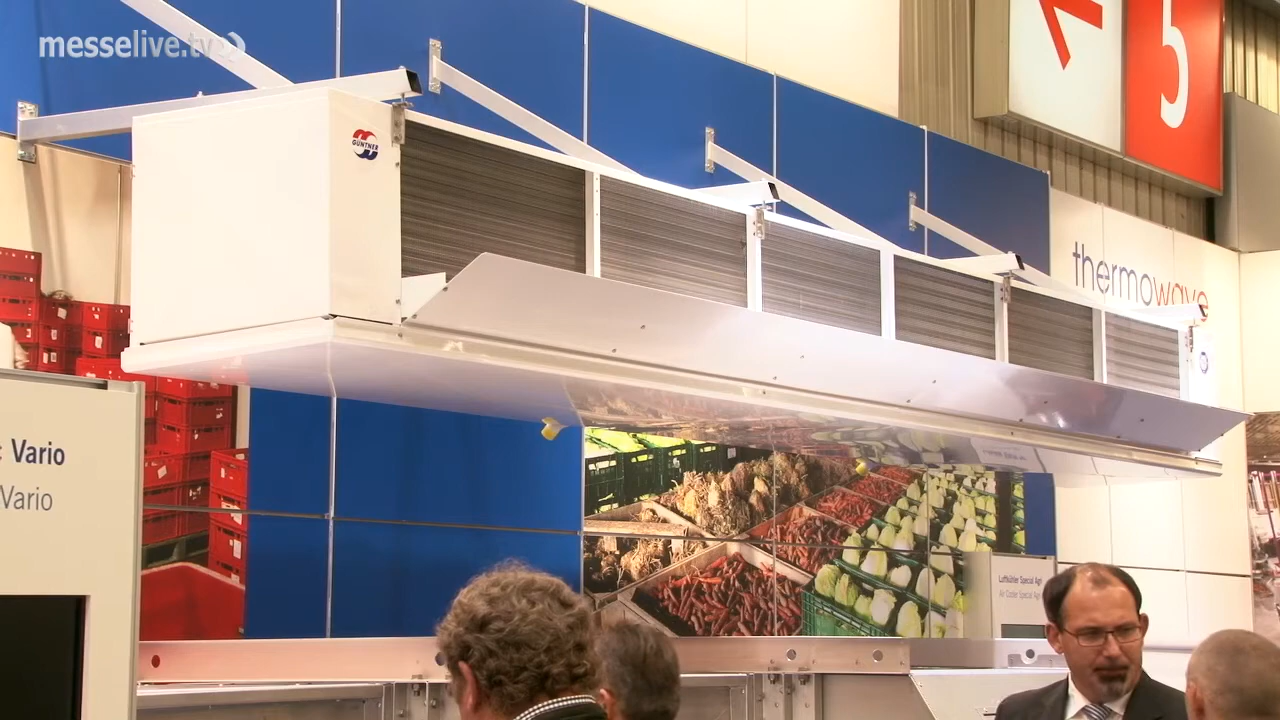 messelive.tv
5
GÜNTNER
thermowave
Vario
Vario
Luftkühler Special Agri
Air Cooler Special Agri